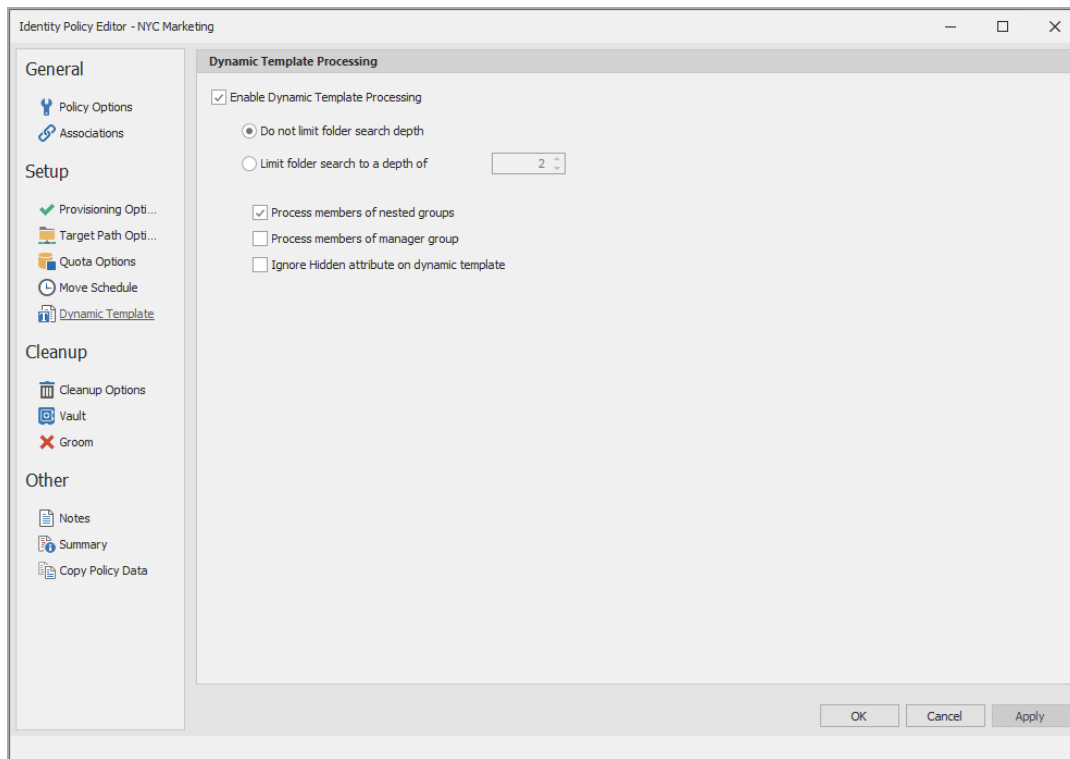 Identity Policy Editor - NYC Marketing
General
Policy Options
Associations
Setup
Provisioning Opti...
Target Path Opti...
Quota Options
Move Schedule
Dynamic Template
Cleanup
Cleanup Options
Vault
Groom
Other
Notes
Summary
Copy Policy Data
Dynamic Template Processing
Enable Dynamic Template Processing
Do not limit folder search depth
Limit folder search to a depth of 2
Process members of nested groups
Process members of manager group
Ignore Hidden attribute on dynamic template
OK Cancel Apply